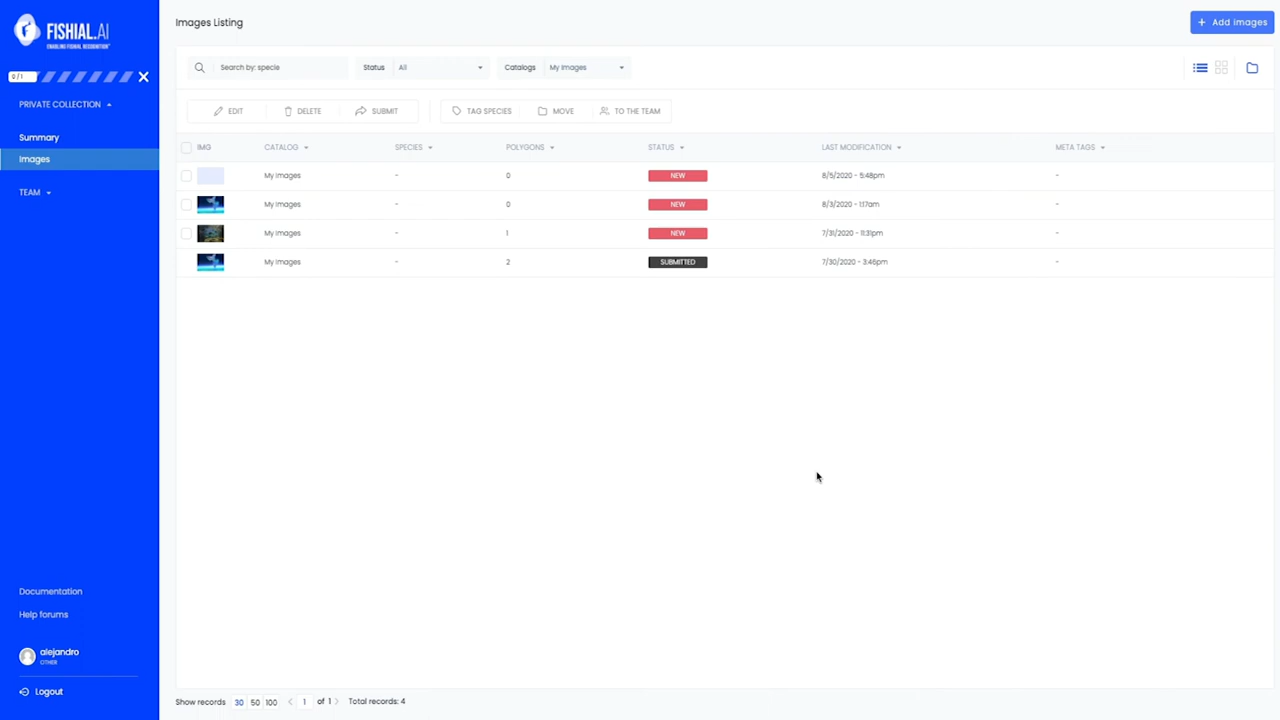 FISHIAL.AI
ENABLING FISHIAL RECOGNITION
0/1
PRIVATE COLLECTION
Summary
Images
TEAM
Documentation
Help forums
alejandro
OTHER
Logout
Images Listing
+ Add images
Search by: specie
Status All
Catalogs My Images
EDIT DELETE SUBMIT TAG SPECIES MOVE TO THE TEAM
IMG CATALOG SPECIES POLYGONS STATUS LAST MODIFICATION META TAGS
My Images - 0 NEW 8/5/2020 - 5:48pm -
My Images - 0 NEW 8/3/2020 - 1:17am -
My Images - 1 NEW 7/31/2020 - 11:31pm -
My Images - 2 SUBMITTED 7/30/2020 - 3:46pm -
Show records 30 50 100 1 of 1 Total records: 4